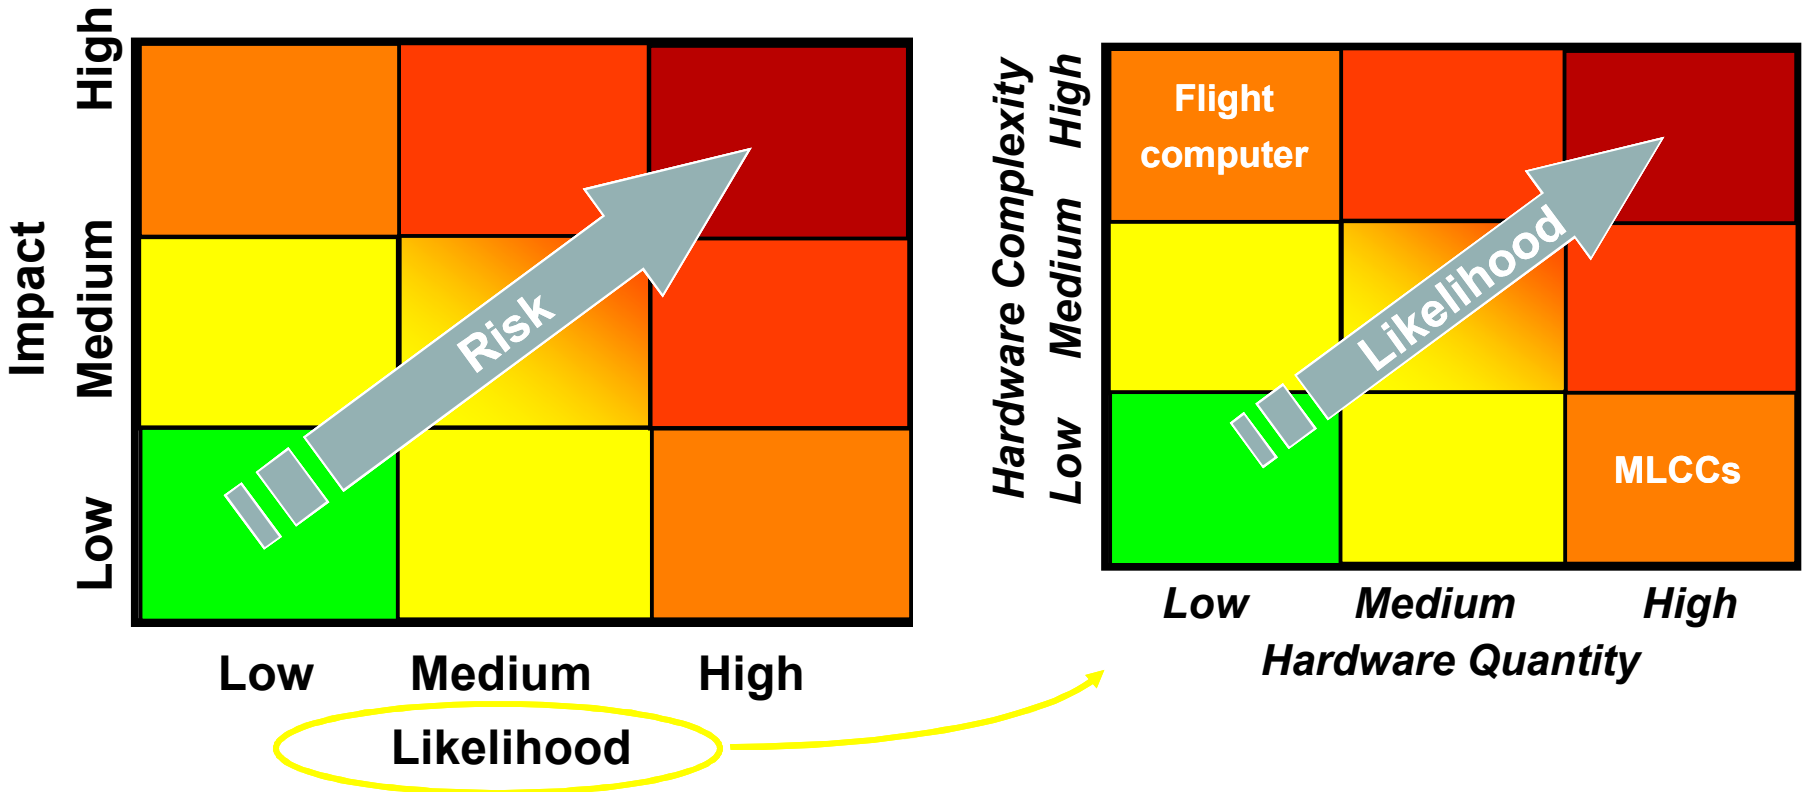 Impact
High
Medium
Low
Risk
Low Medium High
Likelihood
Hardware Complexity
High
Medium
Low
Flight
computer
Likelihood
MLCCs
Low Medium High
Hardware Quantity